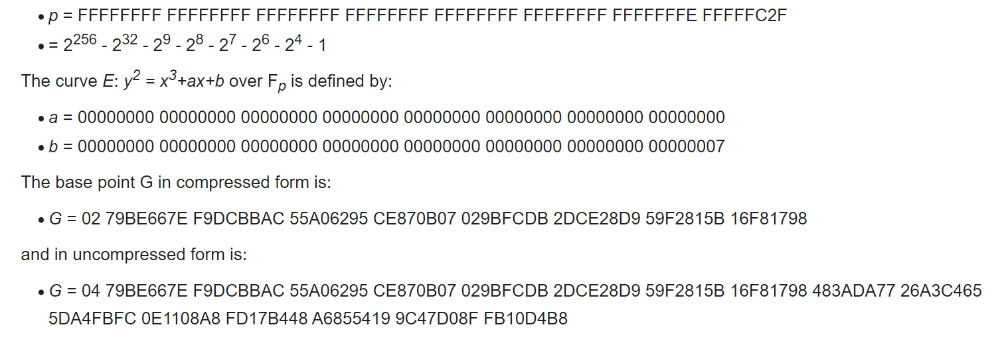 • p = FFFFFFFF FFFFFFFF FFFFFFFF FFFFFFFF FFFFFFFF FFFFFFFF FFFFFFFE FFFFFC2F
• = 2^256 - 2^32 - 2^9 - 2^8 - 2^7 - 2^6 - 2^4 - 1
The curve E: y^2 = x^3+ax+b over F_p is defined by:
• a = 00000000 00000000 00000000 00000000 00000000 00000000 00000000 00000000
• b = 00000000 00000000 00000000 00000000 00000000 00000000 00000000 00000007
The base point G in compressed form is:
• G = 02 79BE667E F9DCBBAC 55A06295 CE870B07 029BFCDB 2DCE28D9 59F2815B 16F81798
and in uncompressed form is:
• G = 04 79BE667E F9DCBBAC 55A06295 CE870B07 029BFCDB 2DCE28D9 59F2815B 16F81798 483ADA77 26A3C465
5DA4FBFC 0E1108A8 FD17B448 A6855419 9C47D08F FB10D4B8